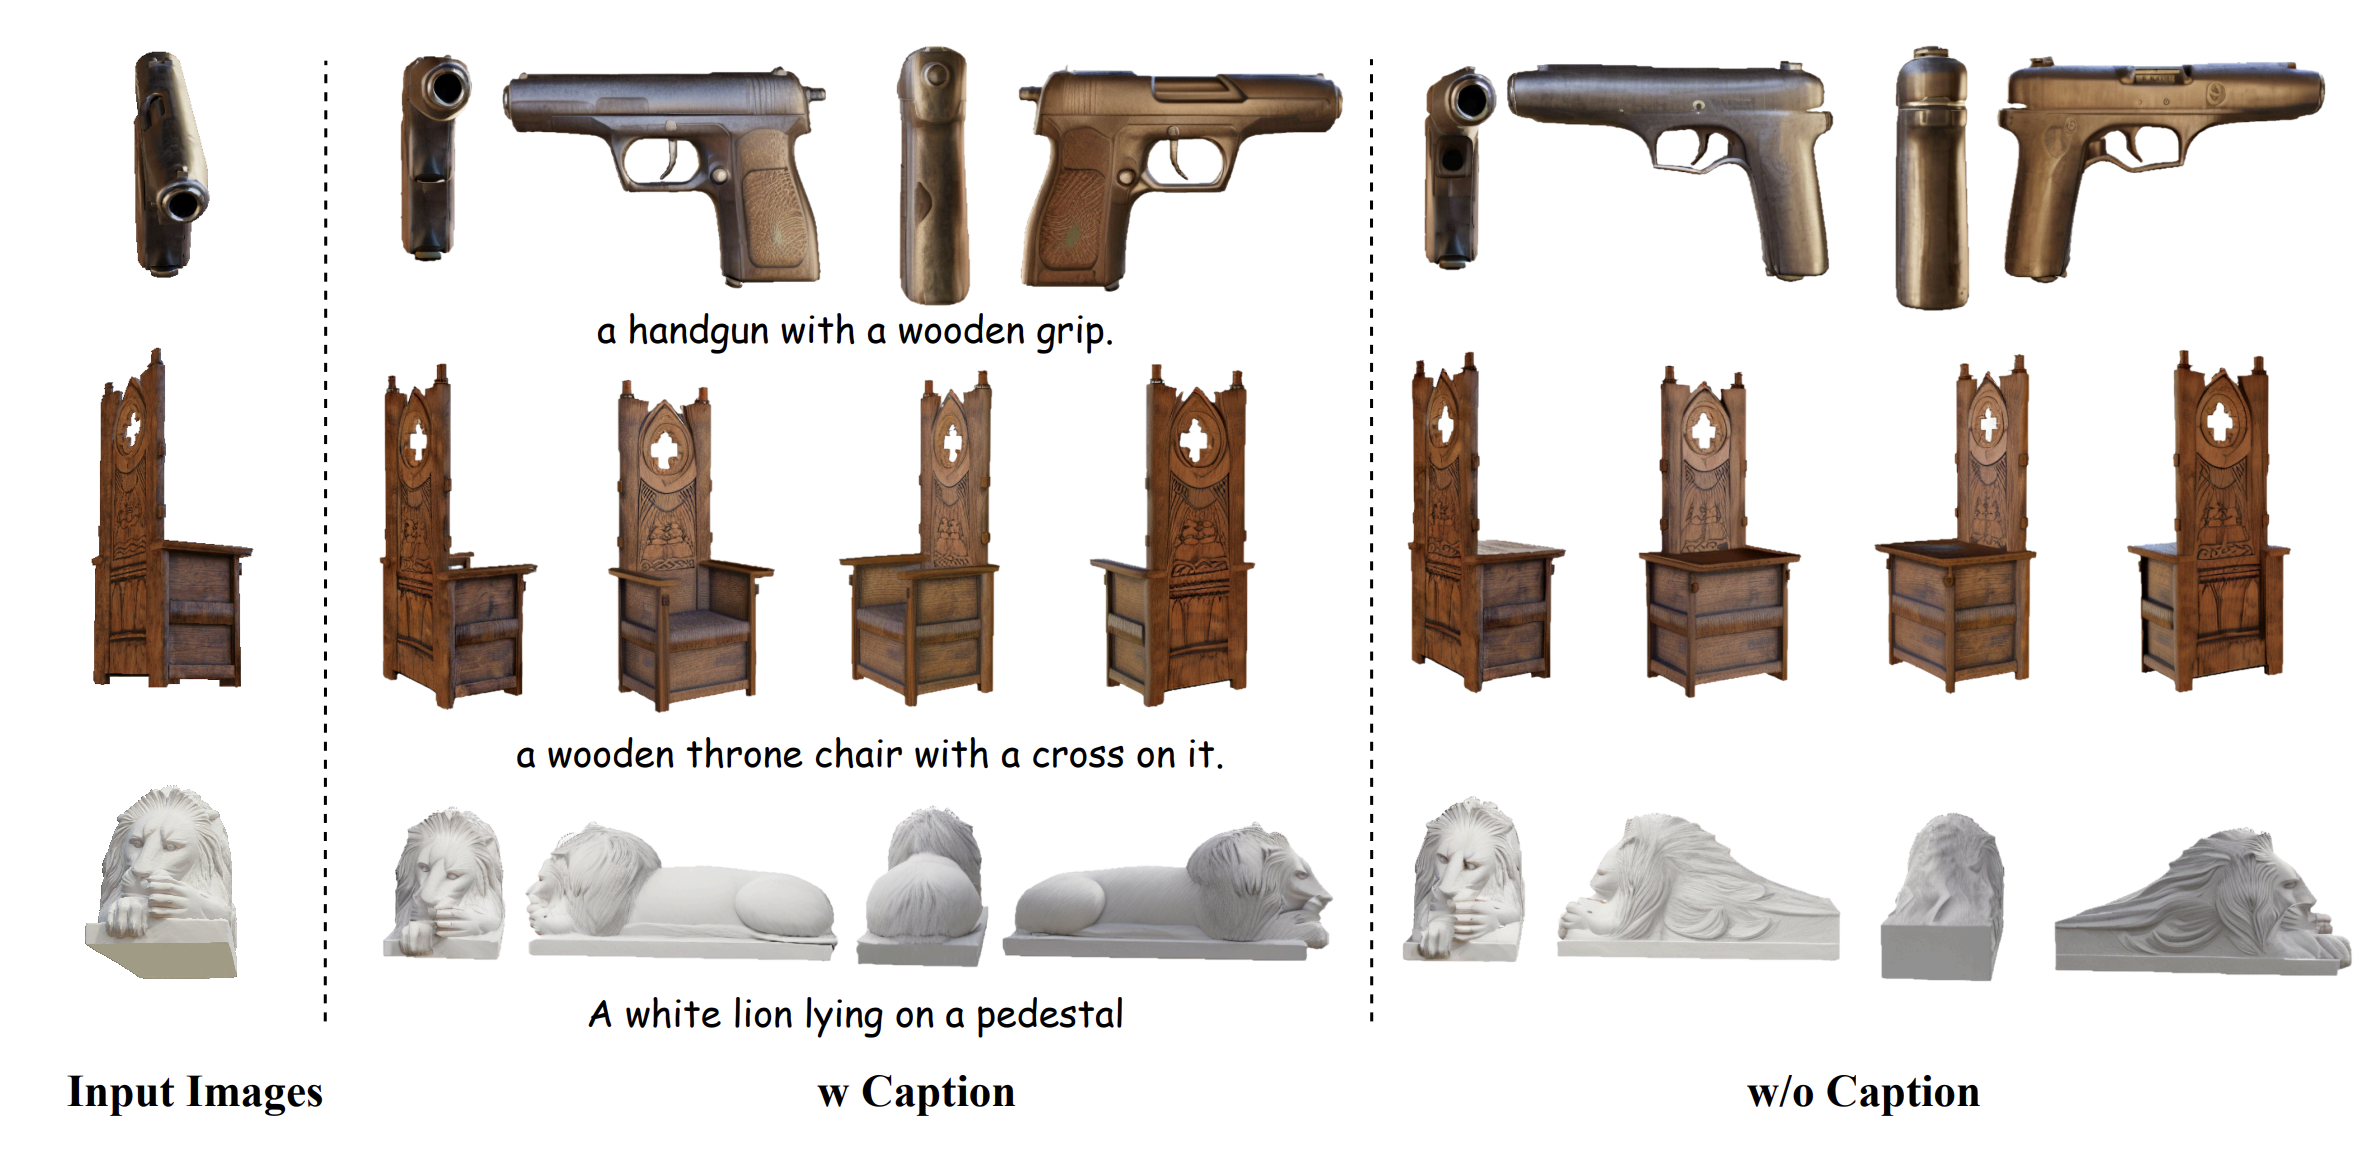 a handgun with a wooden grip.
a wooden throne chair with a cross on it.
A white lion lying on a pedestal
Input Images
w Caption
w/o Caption